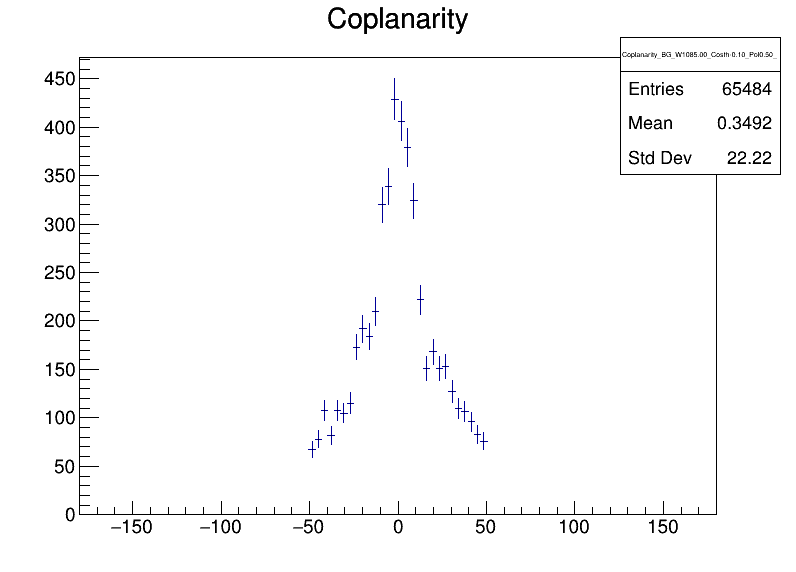 Coplanarity
Coplanarity_BG_W1085.00_Costh-0.10_Pol0.50_
Entries 65484
Mean 0.3492
Std Dev 22.22
450
400
350
300
250
200
150
100
50
0
−150 −100 −50 0 50 100 150